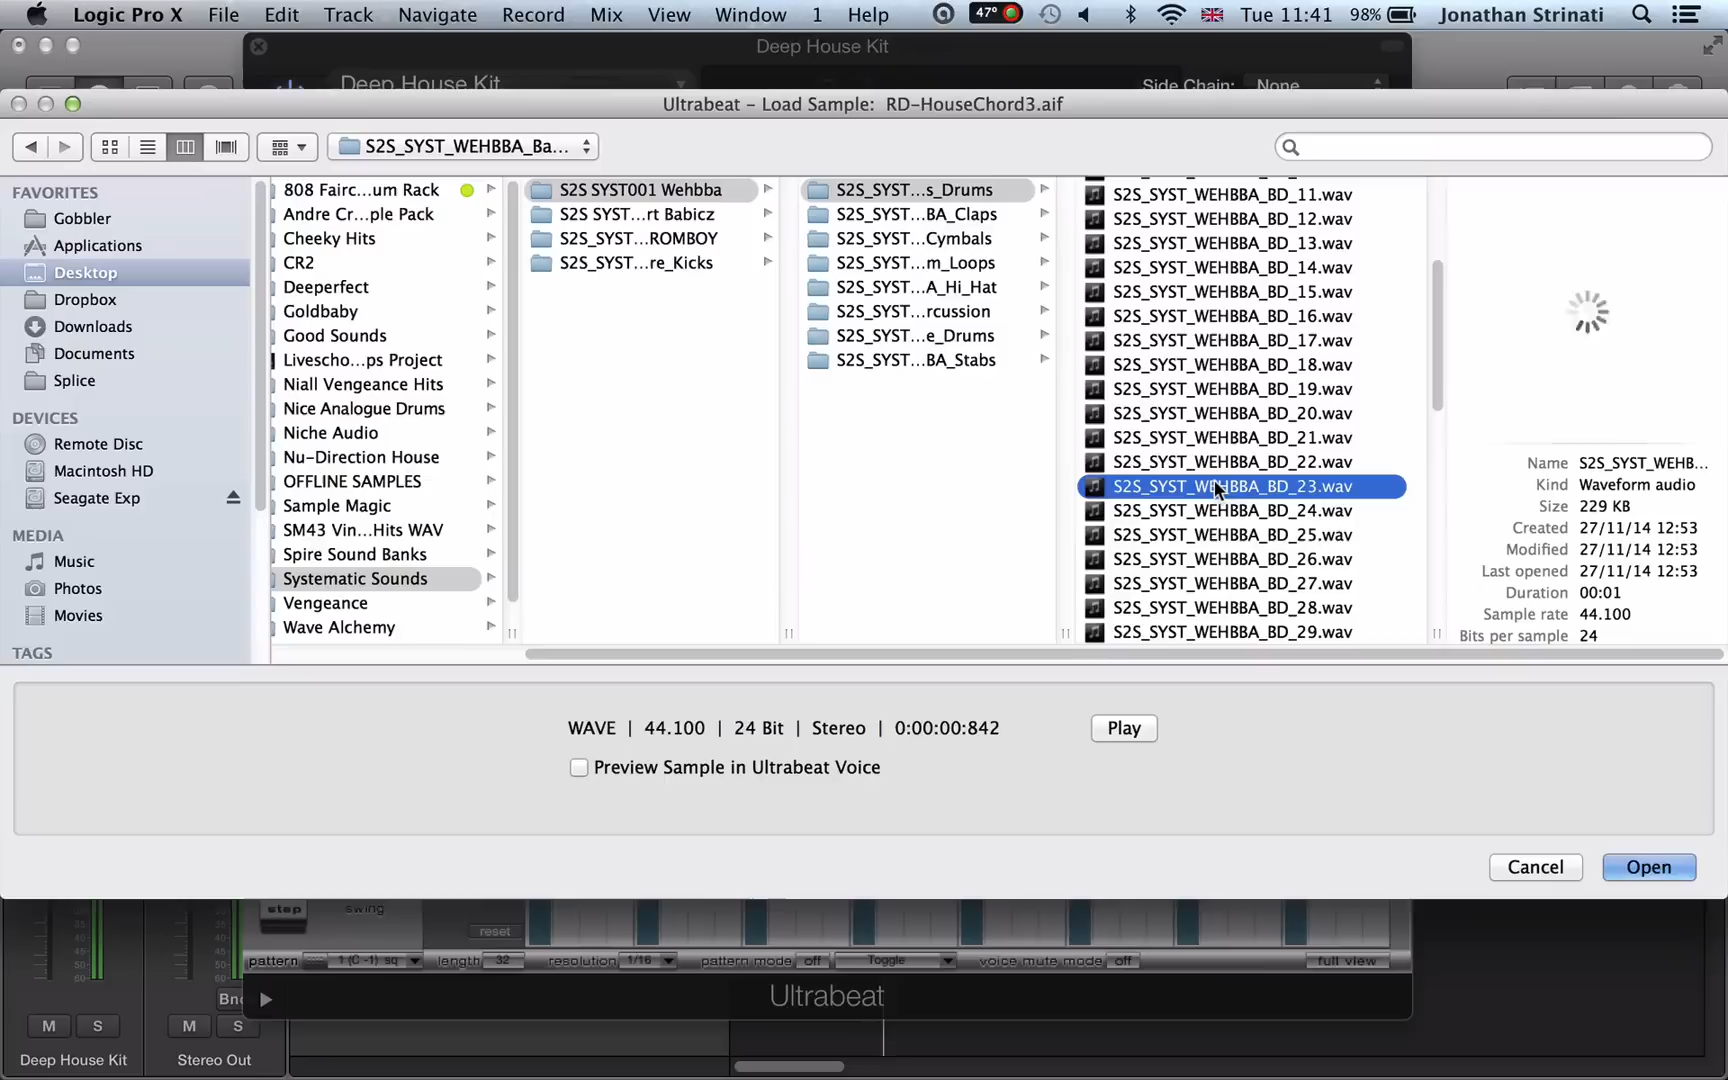 Logic Pro X File Edit Track Navigate Record Mix View Window 1 Help 47° Tue 11:41 98% Jonathan Strinati
Deep House Kit
Deep House Kit Side Chain: None
Ultrabeat – Load Sample: RD-HouseChord3.aif
S2S_SYST_WEHBBA_Ba...
FAVORITES
Gobbler
Applications
Desktop
Dropbox
Downloads
Documents
Splice
DEVICES
Remote Disc
Macintosh HD
Seagate Exp
MEDIA
Music
Photos
Movies
TAGS
808 Fairc...um Rack
Andre Cr...ple Pack
Cheeky Hits
CR2
Deeperfect
Goldbaby
Good Sounds
Livescho...ps Project
Niall Vengeance Hits
Nice Analogue Drums
Niche Audio
Nu-Direction House
OFFLINE SAMPLES
Sample Magic
SM43 Vin...Hits WAV
Spire Sound Banks
Systematic Sounds
Vengeance
Wave Alchemy
S2S SYST001 Wehbba
S2S SYST...rt Babicz
S2S_SYST...ROMBOY
S2S_SYST...re_Kicks
S2S_SYST...s_Drums
S2S_SYST...BA_Claps
S2S_SYST...Cymbals
S2S_SYST...m_Loops
S2S_SYST...A_Hi_Hat
S2S_SYST...rcussion
S2S_SYST...e_Drums
S2S_SYST...BA_Stabs
S2S_SYST_WEHBBA_BD_11.wav
S2S_SYST_WEHBBA_BD_12.wav
S2S_SYST_WEHBBA_BD_13.wav
S2S_SYST_WEHBBA_BD_14.wav
S2S_SYST_WEHBBA_BD_15.wav
S2S_SYST_WEHBBA_BD_16.wav
S2S_SYST_WEHBBA_BD_17.wav
S2S_SYST_WEHBBA_BD_18.wav
S2S_SYST_WEHBBA_BD_19.wav
S2S_SYST_WEHBBA_BD_20.wav
S2S_SYST_WEHBBA_BD_21.wav
S2S_SYST_WEHBBA_BD_22.wav
S2S_SYST_WEHBBA_BD_23.wav
S2S_SYST_WEHBBA_BD_24.wav
S2S_SYST_WEHBBA_BD_25.wav
S2S_SYST_WEHBBA_BD_26.wav
S2S_SYST_WEHBBA_BD_27.wav
S2S_SYST_WEHBBA_BD_28.wav
S2S_SYST_WEHBBA_BD_29.wav
Name S2S_SYST_WEHB...
Kind Waveform audio
Size 229 KB
Created 27/11/14 12:53
Modified 27/11/14 12:53
Last opened 27/11/14 12:53
Duration 00:01
Sample rate 44.100
Bits per sample 24
WAVE | 44.100 | 24 Bit | Stereo | 0:00:00:842 Play
Preview Sample in Ultrabeat Voice
Cancel Open
step swing
reset
pattern 1 (C -1) sq length 32 resolution 1/16 pattern mode off Toggle voice mute mode off full view
Bnc Ultrabeat
M S M S
Deep House Kit Stereo Out